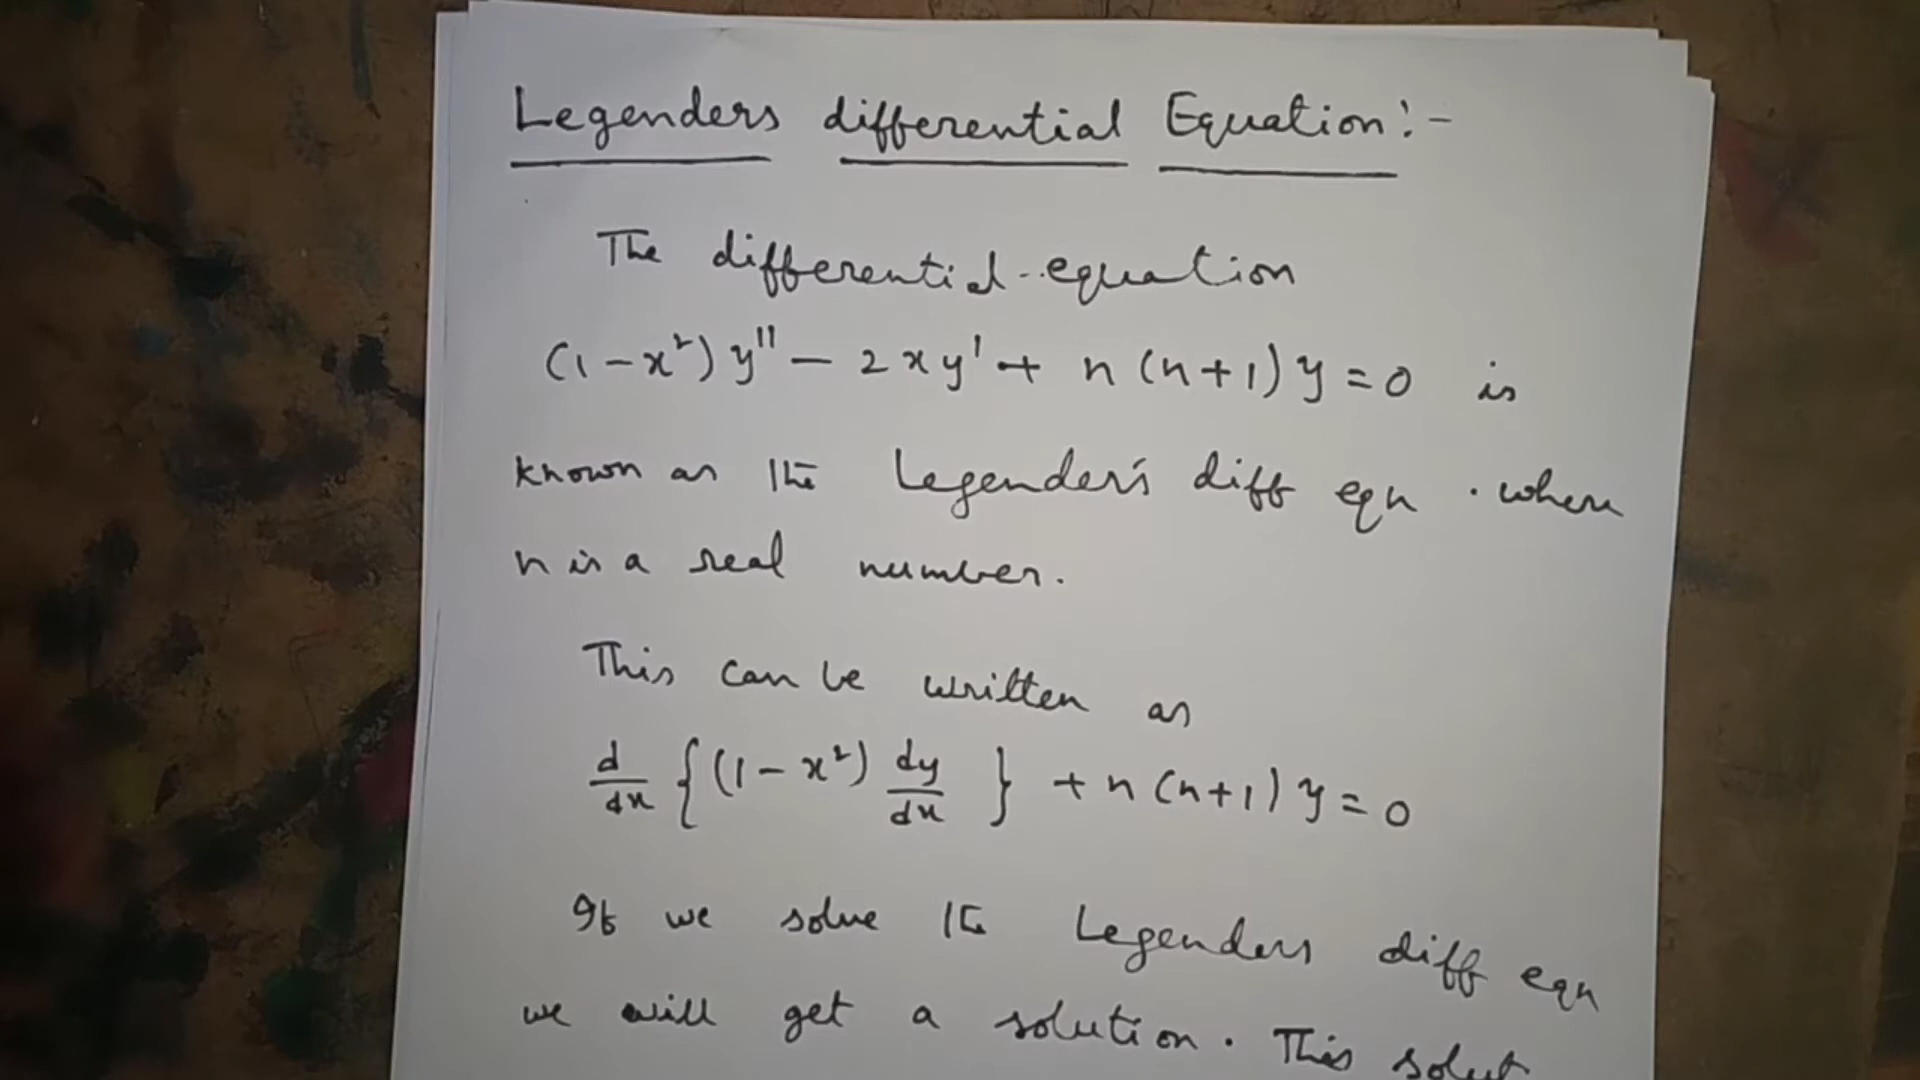 Legenders differential Equation:-
The differential equation
(1-x²)y'' - 2xy' + n(n+1)y = 0 is
known as the Legender's diff eqn. where
n is a real number.
This can be written as
d/dx {(1-x²) dy/dx} + n(n+1)y = 0
If we solve the Legenders diff eqn
we will get a solution. This solut